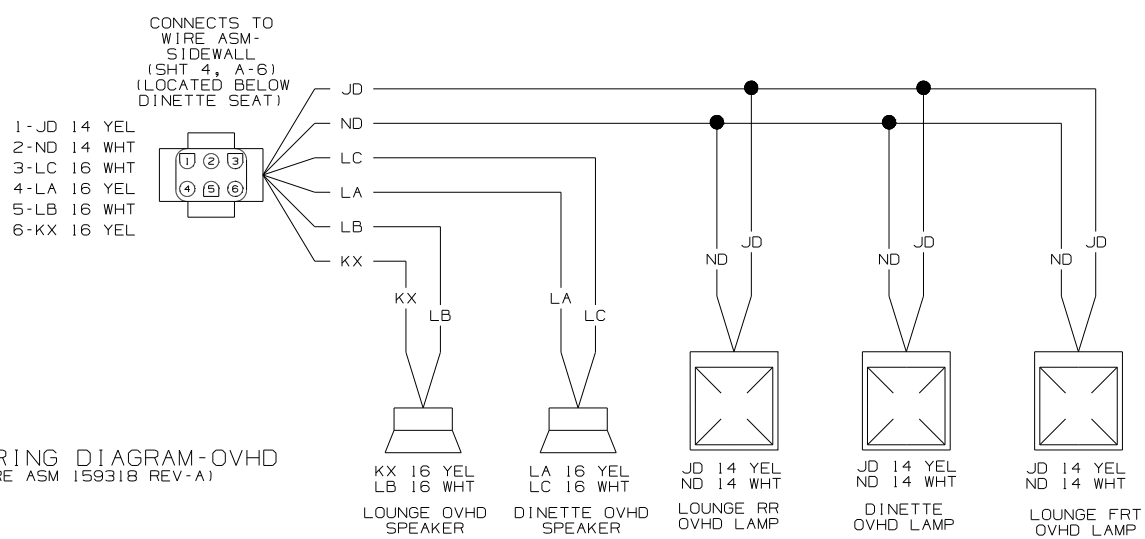 CONNECTS TO
WIRE ASM-
SIDEWALL
(SHT 4, A-6)
(LOCATED BELOW
DINETTE SEAT)
1-JD 14 YEL
2-ND 14 WHT
3-LC 16 WHT
4-LA 16 YEL
5-LB 16 WHT
6-KX 16 YEL
1 2 3
4 5 6
JD
ND
LC
LA
LB
KX
KX
LB
LA
LC
ND
JD
ND
JD
ND
JD
KX 16 YEL
LB 16 WHT
LOUNGE OVHD
SPEAKER
LA 16 YEL
LC 16 WHT
DINETTE OVHD
SPEAKER
JD 14 YEL
ND 14 WHT
LOUNGE RR
OVHD LAMP
JD 14 YEL
ND 14 WHT
DINETTE
OVHD LAMP
JD 14 YEL
ND 14 WHT
LOUNGE FRT
OVHD LAMP
RING DIAGRAM-OVHD
RE ASM 159318 REV-A)